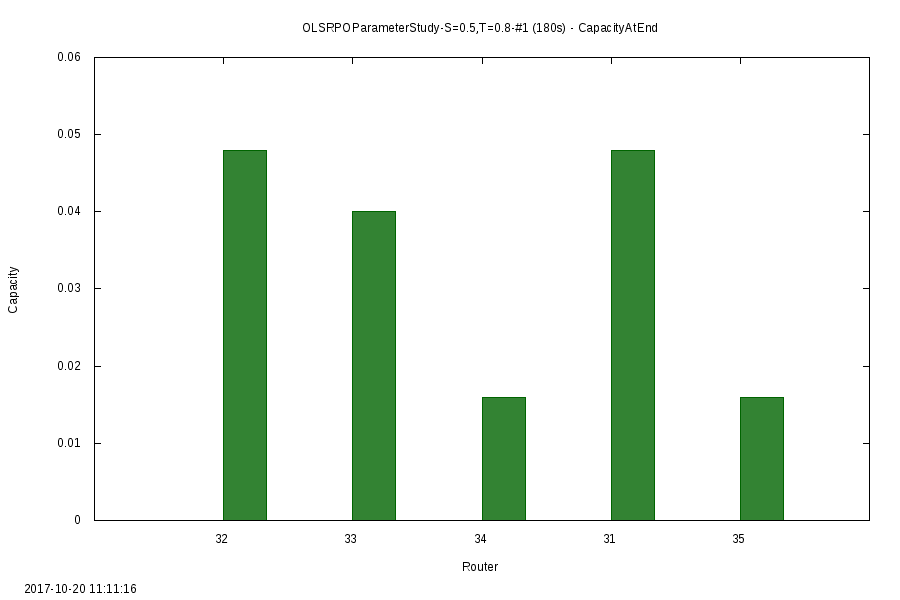 OLSRPOParameterStudy-S=0.5,T=0.8-#1 (180s) - CapacityAtEnd
0.06
0.05
0.04
0.03
0.02
0.01
0
Capacity
32 33 34 31 35
Router
2017-10-20 11:11:16